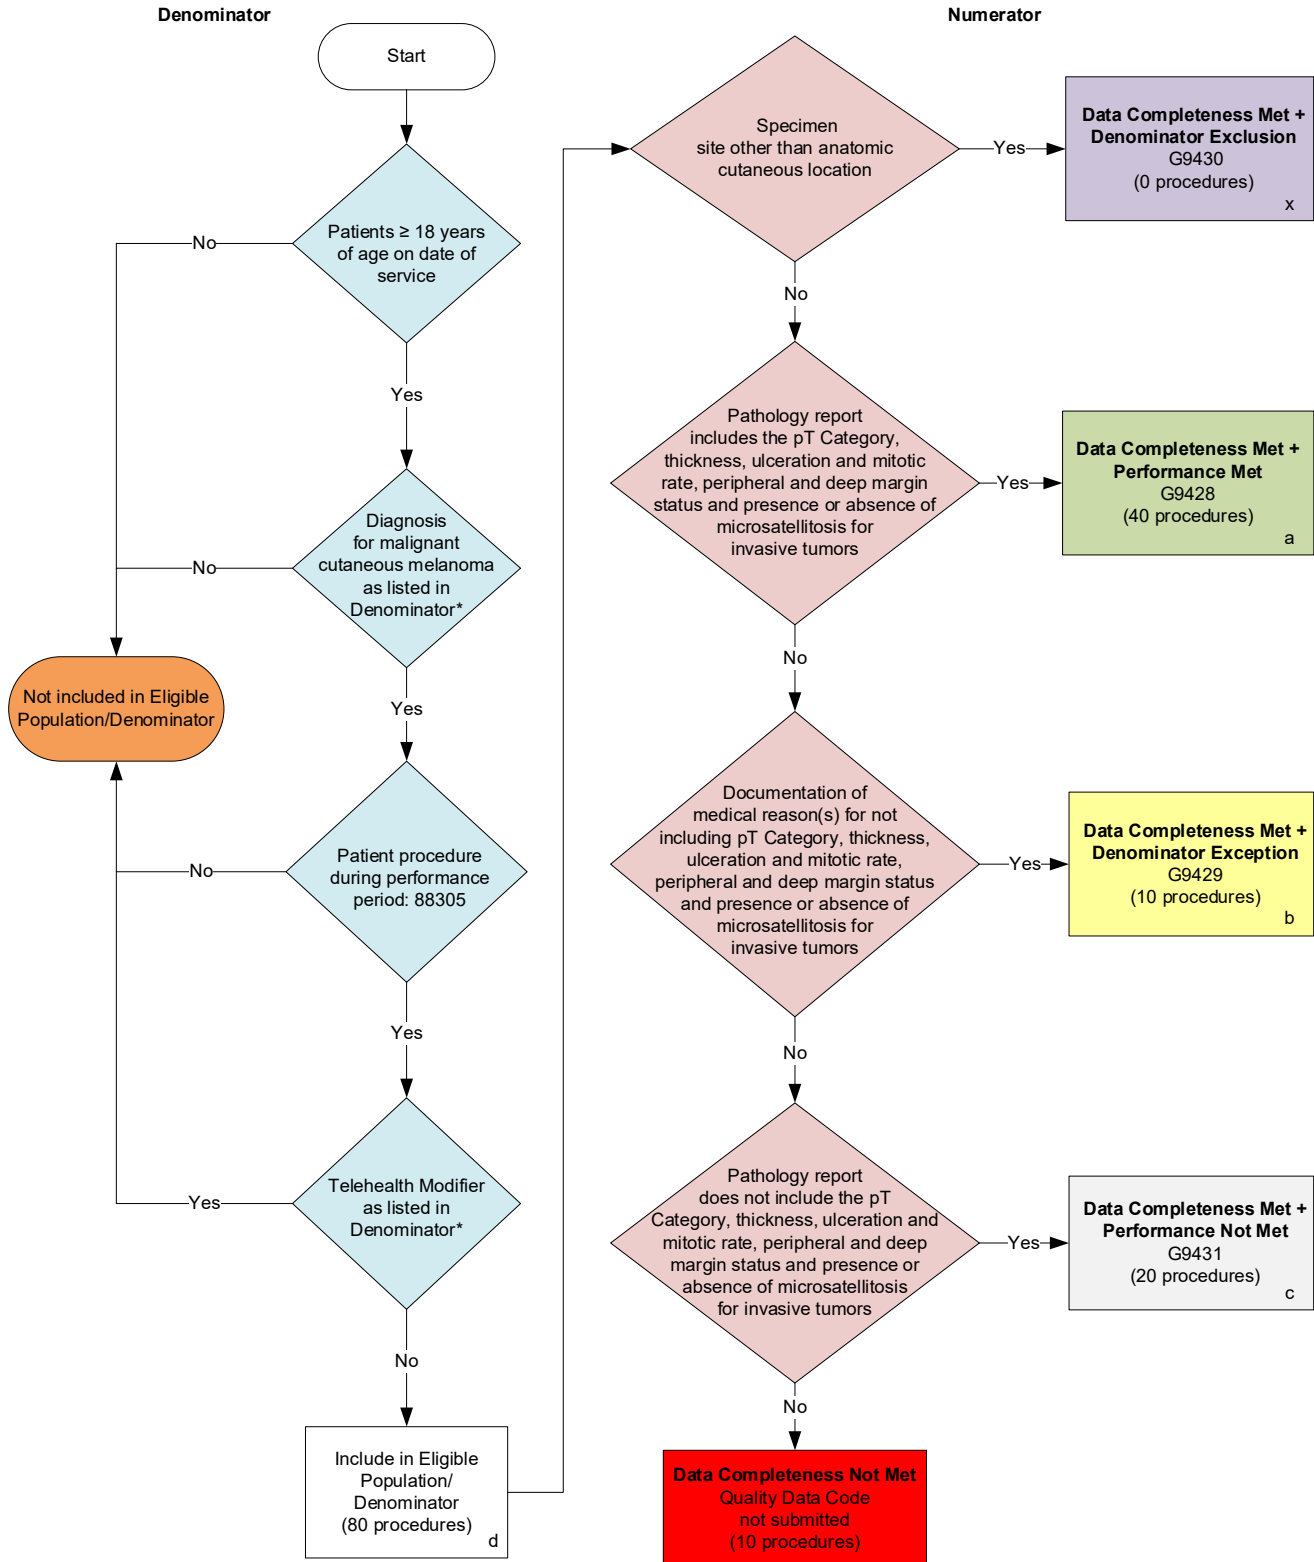 Denominator
Numerator
Start
Patients ≥ 18 years
of age on date of
service
No
Yes
Diagnosis
for malignant
cutaneous melanoma
as listed in
Denominator*
No
Not included in Eligible
Population/Denominator
Yes
Patient procedure
during performance
period: 88305
No
Yes
Telehealth Modifier
as listed in
Denominator*
Yes
No
Include in Eligible
Population/
Denominator
(80 procedures)
d
Specimen
site other than anatomic
cutaneous location
Yes
Data Completeness Met +
Denominator Exclusion
G9430
(0 procedures)
x
No
Pathology report
includes the pT Category,
thickness, ulceration and mitotic
rate, peripheral and deep margin
status and presence or absence of
microsatellitosis for
invasive tumors
Yes
Data Completeness Met +
Performance Met
G9428
(40 procedures)
a
No
Documentation of
medical reason(s) for not
including pT Category, thickness,
ulceration and mitotic rate,
peripheral and deep margin status
and presence or absence of
microsatellitosis for
invasive tumors
Yes
Data Completeness Met +
Denominator Exception
G9429
(10 procedures)
b
No
Pathology report
does not include the pT
Category, thickness, ulceration and
mitotic rate, peripheral and deep
margin status and presence or
absence of microsatellitosis
for invasive tumors
Yes
Data Completeness Met +
Performance Not Met
G9431
(20 procedures)
c
No
Data Completeness Not Met
Quality Data Code
not submitted
(10 procedures)